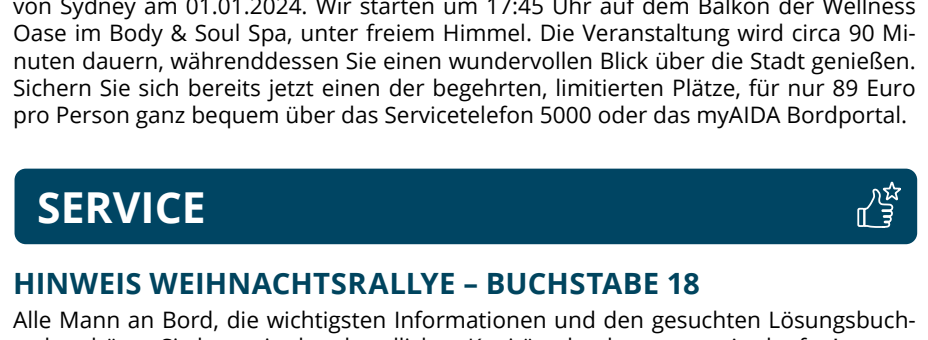 von Sydney am 01.01.2024. Wir starten um 17:45 Uhr auf dem Balkon der Wellness
Oase im Body & Soul Spa, unter freiem Himmel. Die Veranstaltung wird circa 90 Mi-
nuten dauern, währenddessen Sie einen wundervollen Blick über die Stadt genießen.
Sichern Sie sich bereits jetzt einen der begehrten, limitierten Plätze, für nur 89 Euro
pro Person ganz bequem über das Servicetelefon 5000 oder das myAIDA Bordportal.
SERVICE
HINWEIS WEIHNACHTSRALLYE – BUCHSTABE 18
Alle Mann an Bord, die wichtigsten Informationen und den gesuchten Lösungsbuch-